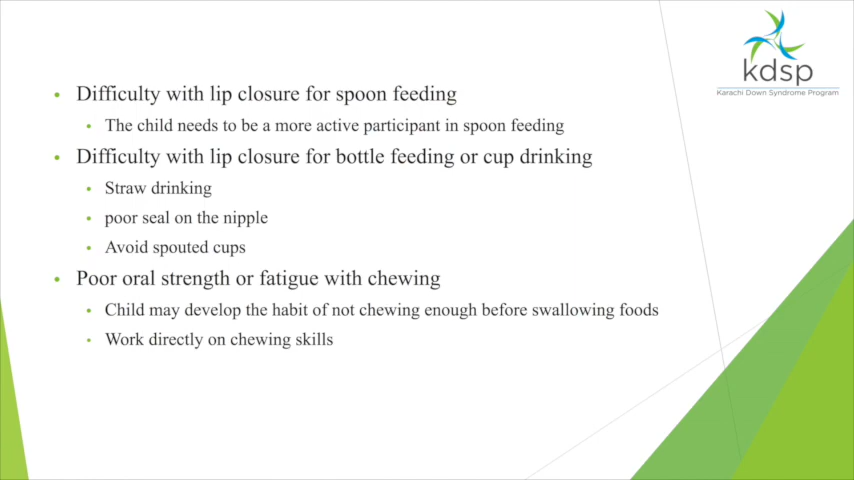 kdsp
Karachi Down Syndrome Program
Difficulty with lip closure for spoon feeding
The child needs to be a more active participant in spoon feeding
Difficulty with lip closure for bottle feeding or cup drinking
Straw drinking
poor seal on the nipple
Avoid spouted cups
Poor oral strength or fatigue with chewing
Child may develop the habit of not chewing enough before swallowing foods
Work directly on chewing skills